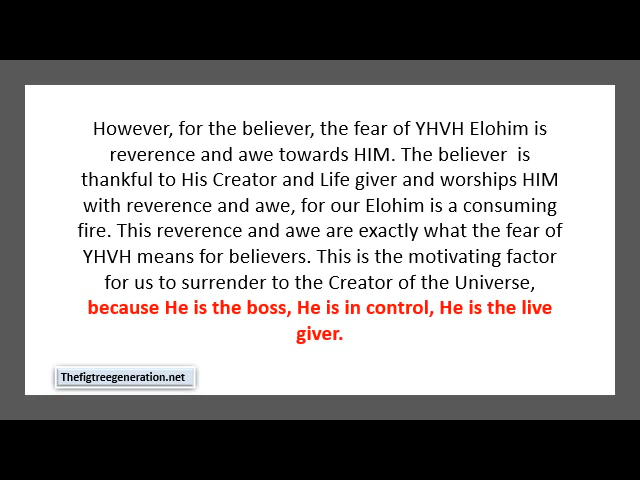 However, for the believer, the fear of YHVH Elohim is
reverence and awe towards HIM. The believer  is
thankful to His Creator and Life giver and worships HIM
with reverence and awe, for our Elohim is a consuming
fire. This reverence and awe are exactly what the fear of
YHVH means for believers. This is the motivating factor
for us to surrender to the Creator of the Universe,
because He is the boss, He is in control, He is the live
giver.
Thefigtreegeneration.net